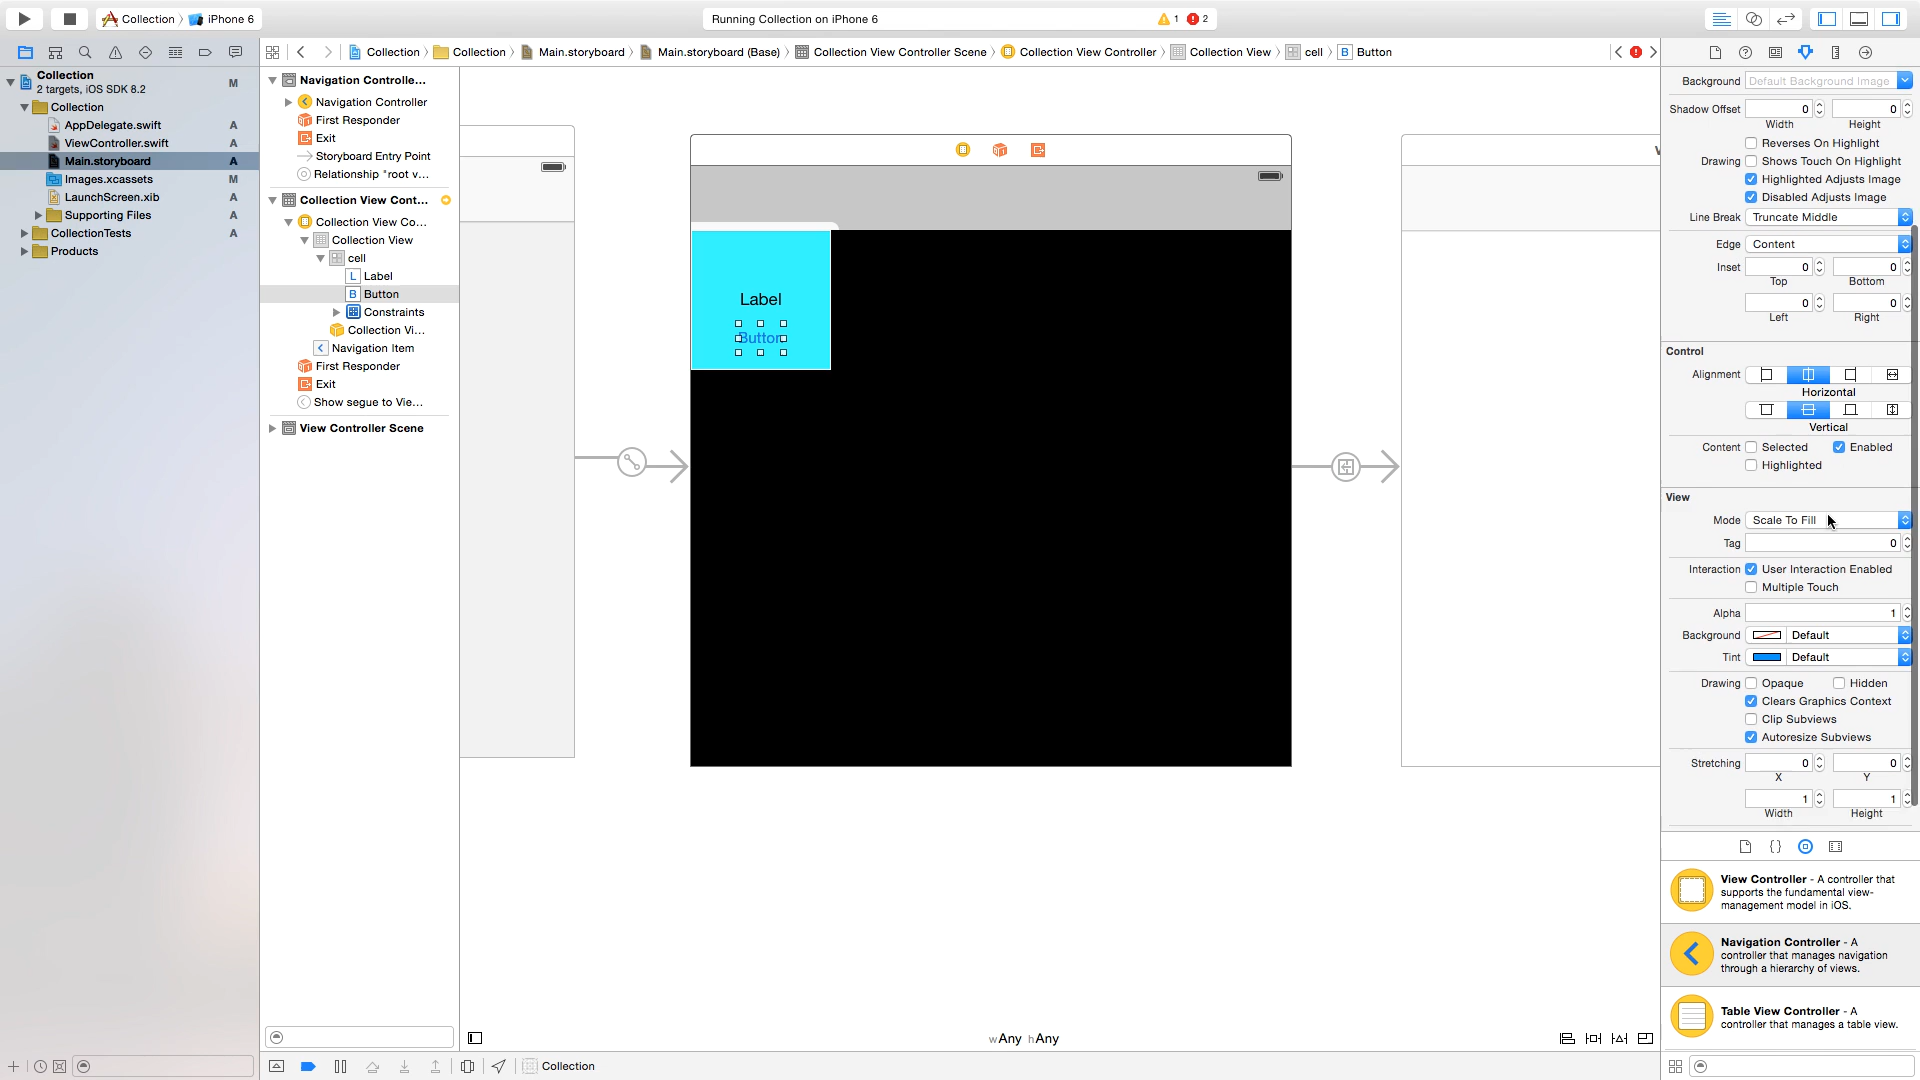 Collection 〉 iPhone 6
Running Collection on iPhone 6
1
2
Collection
2 targets, iOS SDK 8.2
M
Collection
AppDelegate.swift
A
ViewController.swift
A
Main.storyboard
A
Images.xcassets
M
LaunchScreen.xib
A
Supporting Files
A
CollectionTests
A
Products
Collection 〉 Collection 〉 Main.storyboard 〉 Main.storyboard (Base) 〉 Collection View Controller Scene 〉 Collection View Controller 〉 Collection View 〉 cell 〉 B Button
Navigation Controlle...
Navigation Controller
First Responder
Exit
Storyboard Entry Point
Relationship "root v...
Collection View Cont...
Collection View Co...
Collection View
cell
L Label
B Button
Constraints
Collection Vi...
Navigation Item
First Responder
Exit
Show segue to Vie...
View Controller Scene
Label
Button
wAny hAny
Collection
Background Default Background Image
Shadow Offset 0 0
Width Height
Reverses On Highlight
Drawing Shows Touch On Highlight
Highlighted Adjusts Image
Disabled Adjusts Image
Line Break Truncate Middle
Edge Content
Inset 0 0
Top Bottom
0 0
Left Right
Control
Alignment
Horizontal
Vertical
Content Selected Enabled
Highlighted
View
Mode Scale To Fill
Tag 0
Interaction User Interaction Enabled
Multiple Touch
Alpha 1
Background Default
Tint Default
Drawing Opaque Hidden
Clears Graphics Context
Clip Subviews
Autoresize Subviews
Stretching 0 0
X Y
1 1
Width Height
{}
View Controller - A controller that
supports the fundamental view-
management model in iOS.
Navigation Controller - A
controller that manages navigation
through a hierarchy of views.
Table View Controller - A
controller that manages a table view.